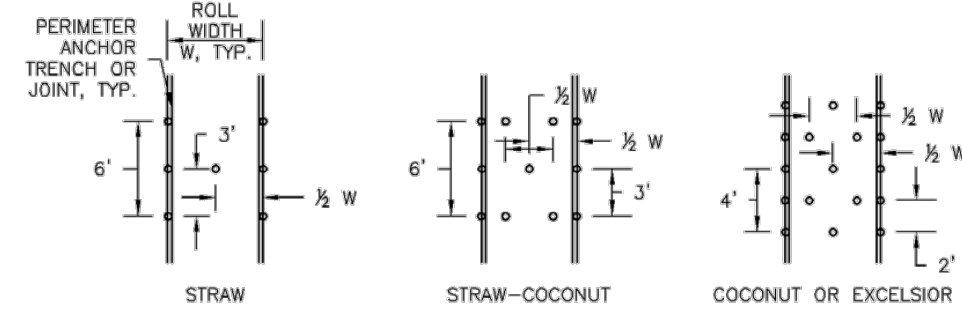 PERIMETER
ANCHOR
TRENCH OR
JOINT, TYP.
ROLL
WIDTH
W, TYP.
6'
3'
½ W
STRAW
½ W
½ W
6'
3'
STRAW-COCONUT
½ W
½ W
4'
2'
COCONUT OR EXCELSIOR